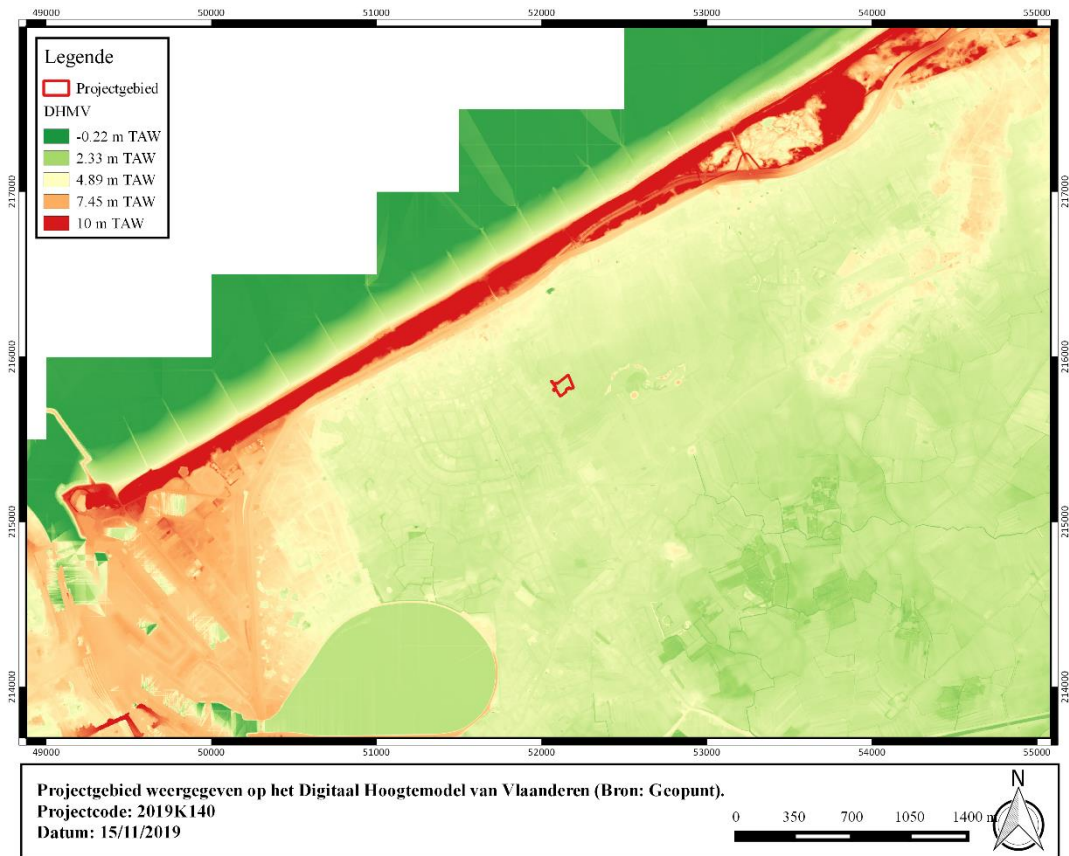 49000 50000 51000 52000 53000 54000 55000
Legende
Projectgebied
DHMV
-0.22 m TAW
2.33 m TAW
4.89 m TAW
7.45 m TAW
10 m TAW
217000 217000
216000 216000
215000 215000
214000 214000
49000 50000 51000 52000 53000 54000 55000
Projectgebied weergegeven op het Digitaal Hoogtemodel van Vlaanderen (Bron: Geopunt).
Projectcode: 2019K140
Datum: 15/11/2019
0 350 700 1050 1400 m
N